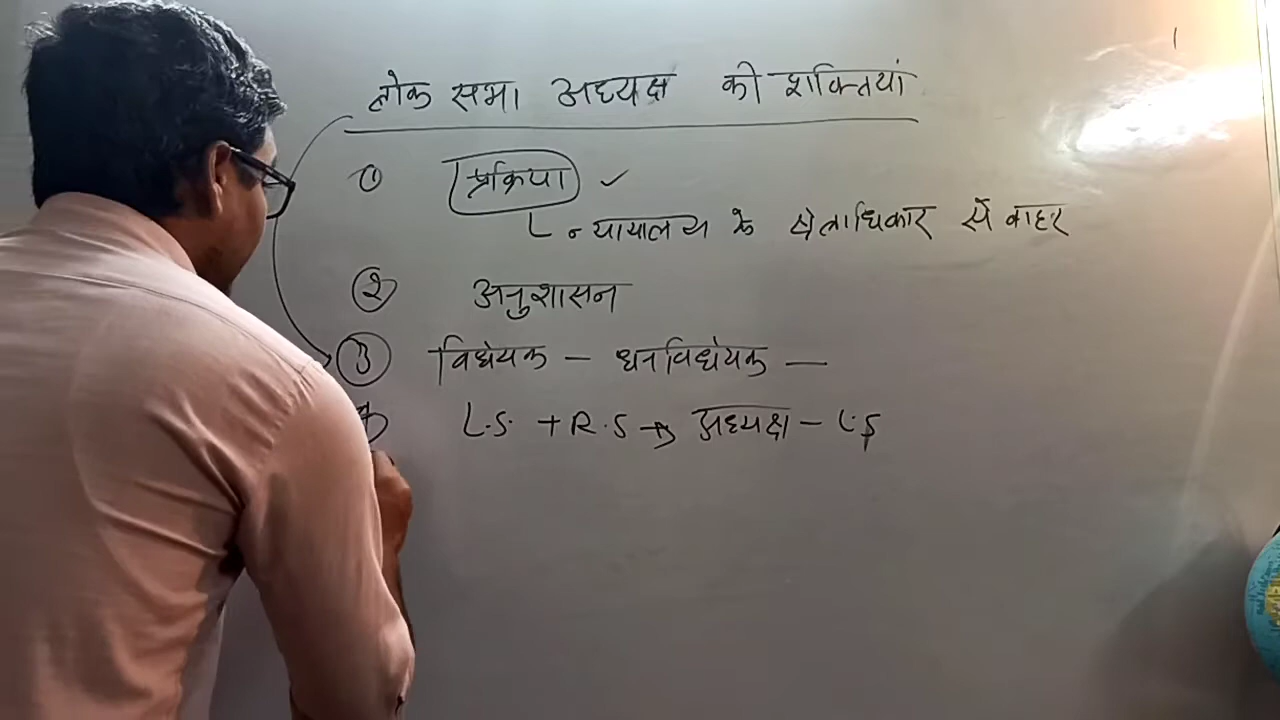 लोक सभा अध्यक्ष की शक्तियां
① प्रक्रिया ✓
न्यायालय के क्षेत्राधिकार से बाहर
② अनुशासन
③ विधेयक – धनविधेयक –
L.S. + R.S → अध्यक्ष – L.S